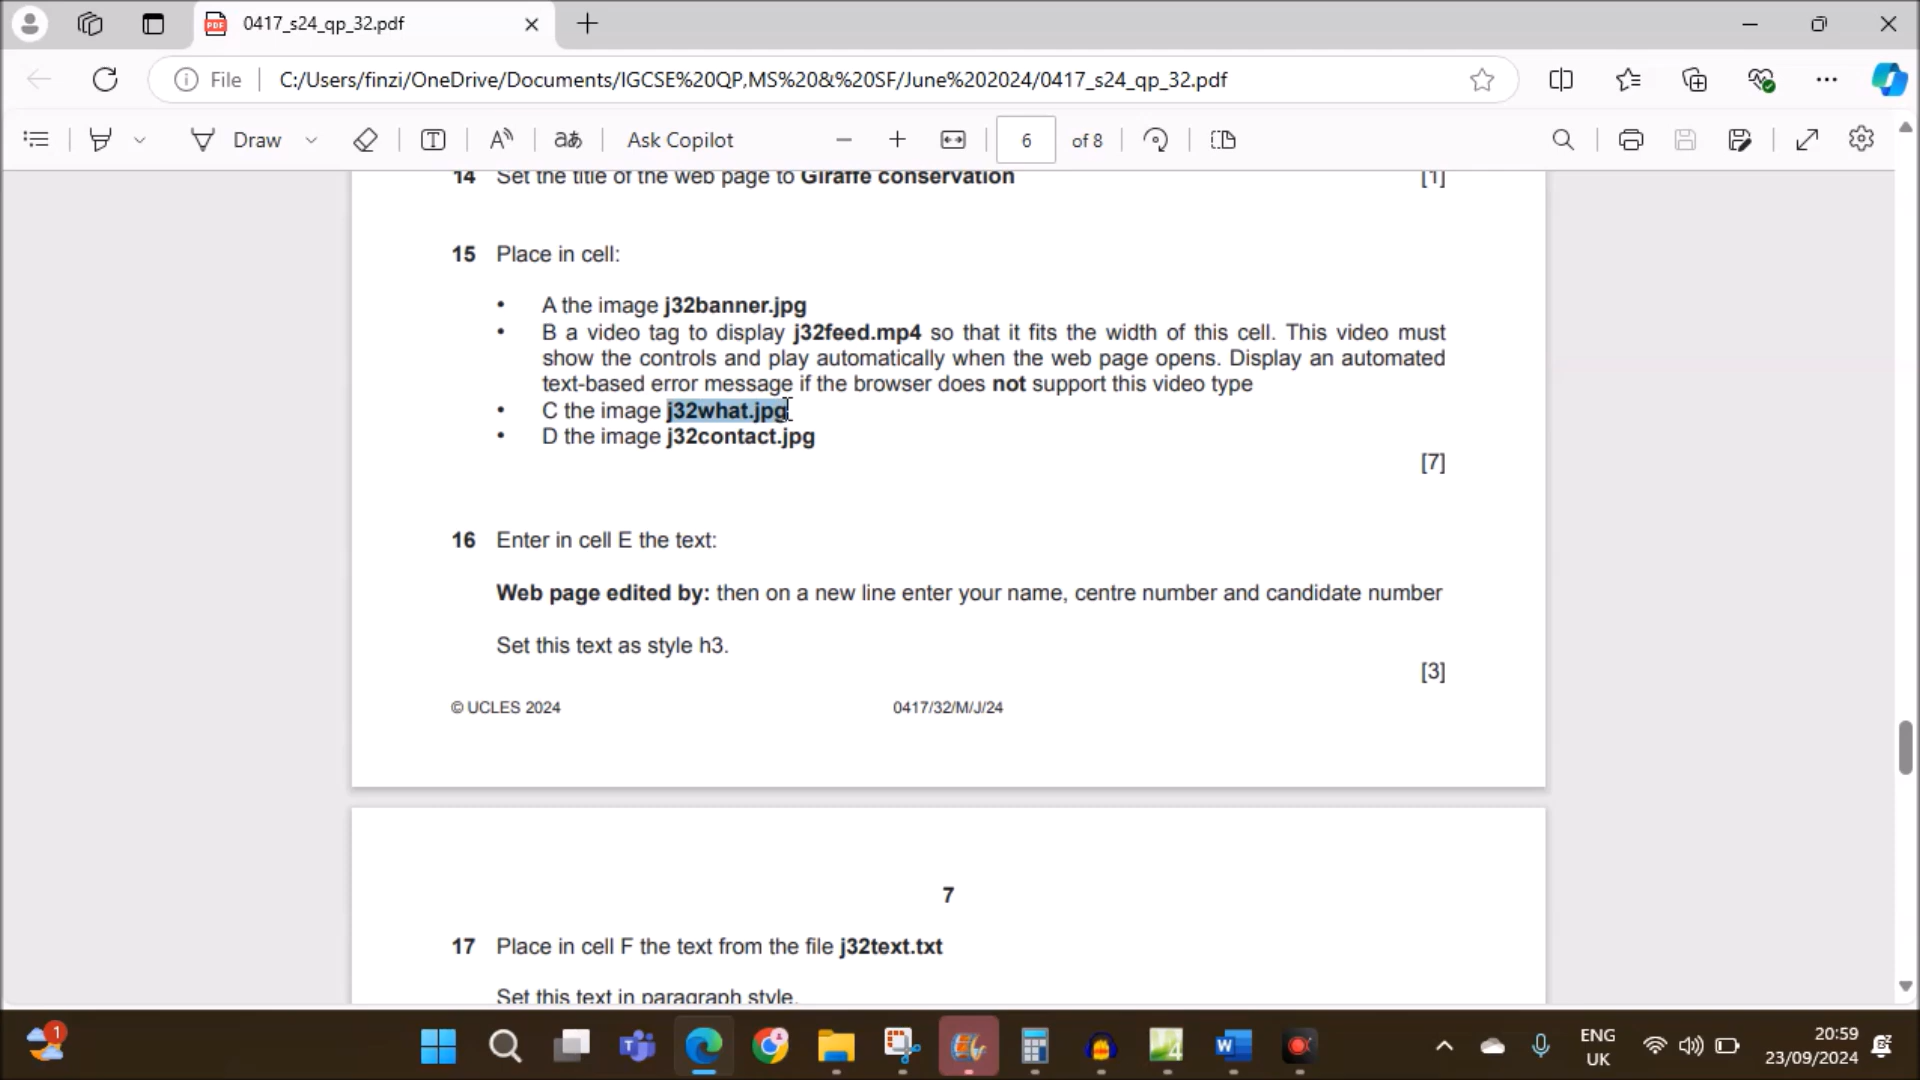 0417_s24_qp_32.pdf
File
C:/Users/finzi/OneDrive/Documents/IGCSE%20QP,MS%20&%20SF/June%202024/0417_s24_qp_32.pdf
Draw
Ask Copilot
6 of 8
14 Set the title of the web page to Giraffe conservation [1]
15 Place in cell:
• A the image j32banner.jpg
• B a video tag to display j32feed.mp4 so that it fits the width of this cell. This video must
show the controls and play automatically when the web page opens. Display an automated
text-based error message if the browser does not support this video type
• C the image j32what.jpg
• D the image j32contact.jpg
[7]
16 Enter in cell E the text:
Web page edited by: then on a new line enter your name, centre number and candidate number
Set this text as style h3.
[3]
© UCLES 2024 0417/32/M/J/24
7
17 Place in cell F the text from the file j32text.txt
Set this text in paragraph style.
1
ENG
UK
20:59
23/09/2024